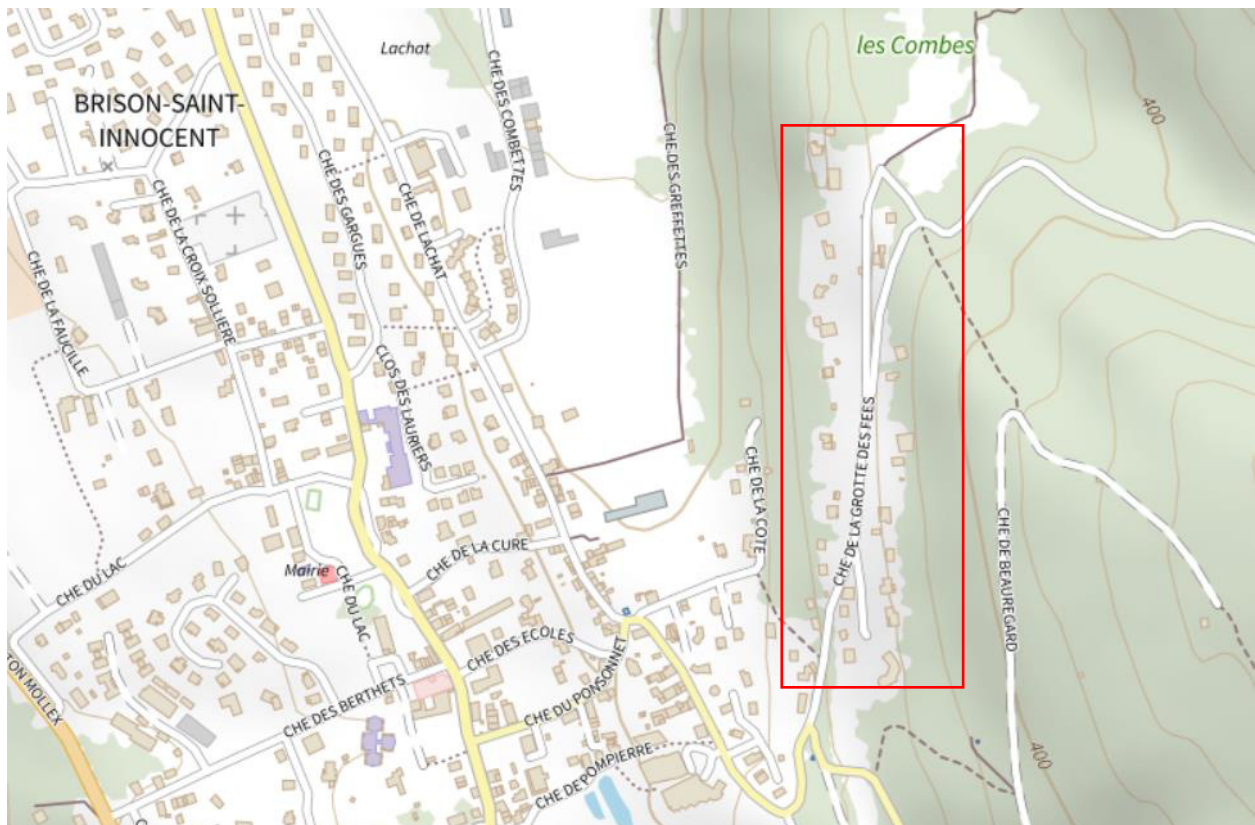 Lachat
les Combes
BRISON-SAINT-
INNOCENT
400
CHE DES COMBETTES
CHE DES GREFFETTES
CHE DES GARGUES
CHE DE LACHAT
CHE DE LA CROIX SOLLIERE
CHE DE LA FAUCILLE
CLOS DES LAURIERS
CHE DE LA COTE
CHE DE LA GROTTE DES FEES
CHE DE BEAUREGARD
CHE DE LA CURE
CHE DU LAC
Mairie
CHE DU LAC
CHE DES ECOLES
CHE DU PONSONNET
CHE DES BERTHETS
TON MOLLEX
CHE DE POMPIERRE
400